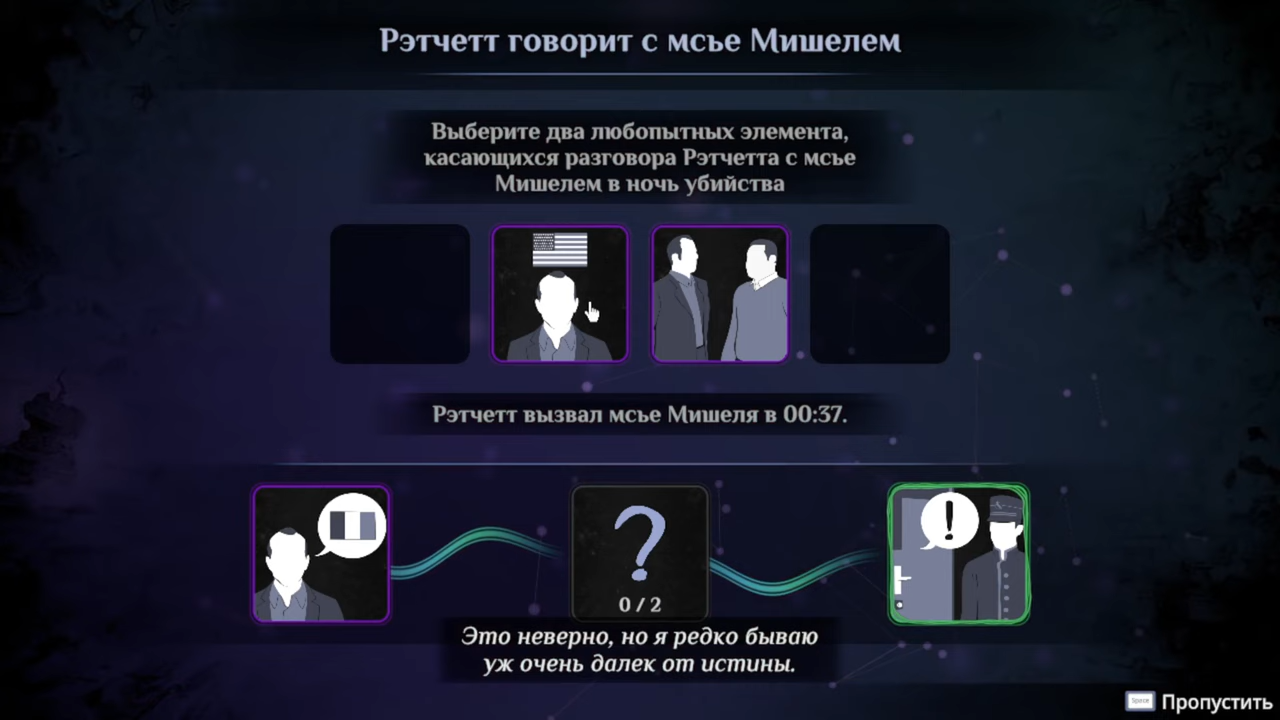 Рэтчетт говорит с мсье Мишелем
Выберите два любопытных элемента,
касающихся разговора Рэтчетта с мсье
Мишелем в ночь убийства
Рэтчетт вызвал мсье Мишеля в 00:37.
!
?
0 / 2
Это неверно, но я редко бываю
уж очень далек от истины.
Space
Пропустить